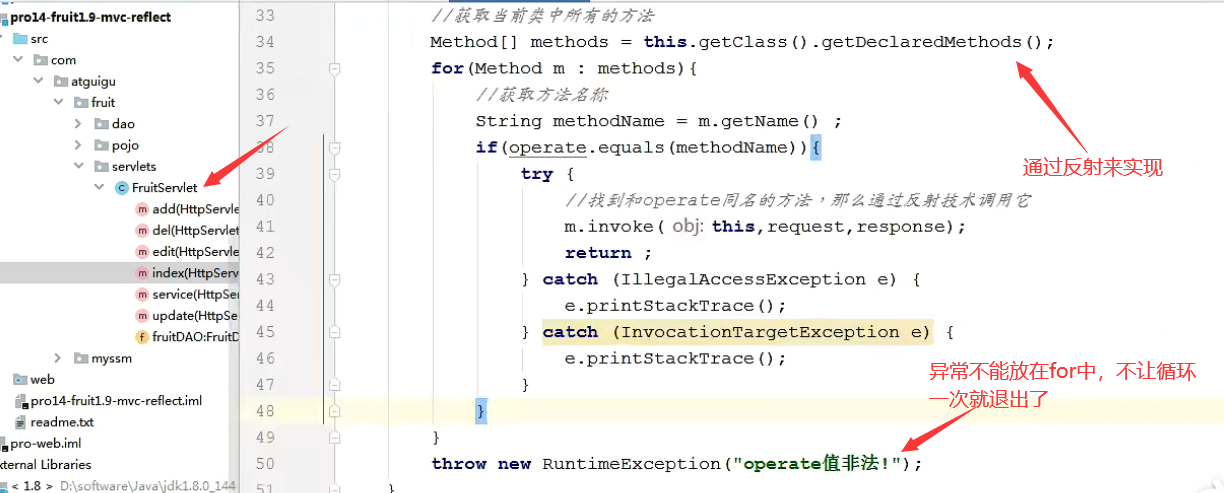 pro14-fruit1.9-mvc-reflect
src
com
atguigu
fruit
dao
pojo
servlets
FruitServlet
add(HttpServle
del(HttpServlet
edit(HttpServle
index(HttpServ
service(HttpSer
update(HttpSe
fruitDAO:FruitD
myssm
web
pro14-fruit1.9-mvc-reflect.iml
readme.txt
pro-web.iml
xternal Libraries
< 1.8 > D:\software\Java\jdk1.8.0_144
33 //获取当前类中所有的方法
34 Method[] methods = this.getClass().getDeclaredMethods();
35 for(Method m : methods){
36 //获取方法名称
37 String methodName = m.getName() ;
38 if(operate.equals(methodName)){
39 try {
40 //找到和operate同名的方法，那么通过反射技术调用它
41 m.invoke( obj: this,request,response);
42 return ;
43 } catch (IllegalAccessException e) {
44 e.printStackTrace();
45 } catch (InvocationTargetException e) {
46 e.printStackTrace();
47 }
48 }
49 }
50 throw new RuntimeException("operate值非法!");
51 }
通过反射来实现
异常不能放在for中，不让循环
一次就退出了